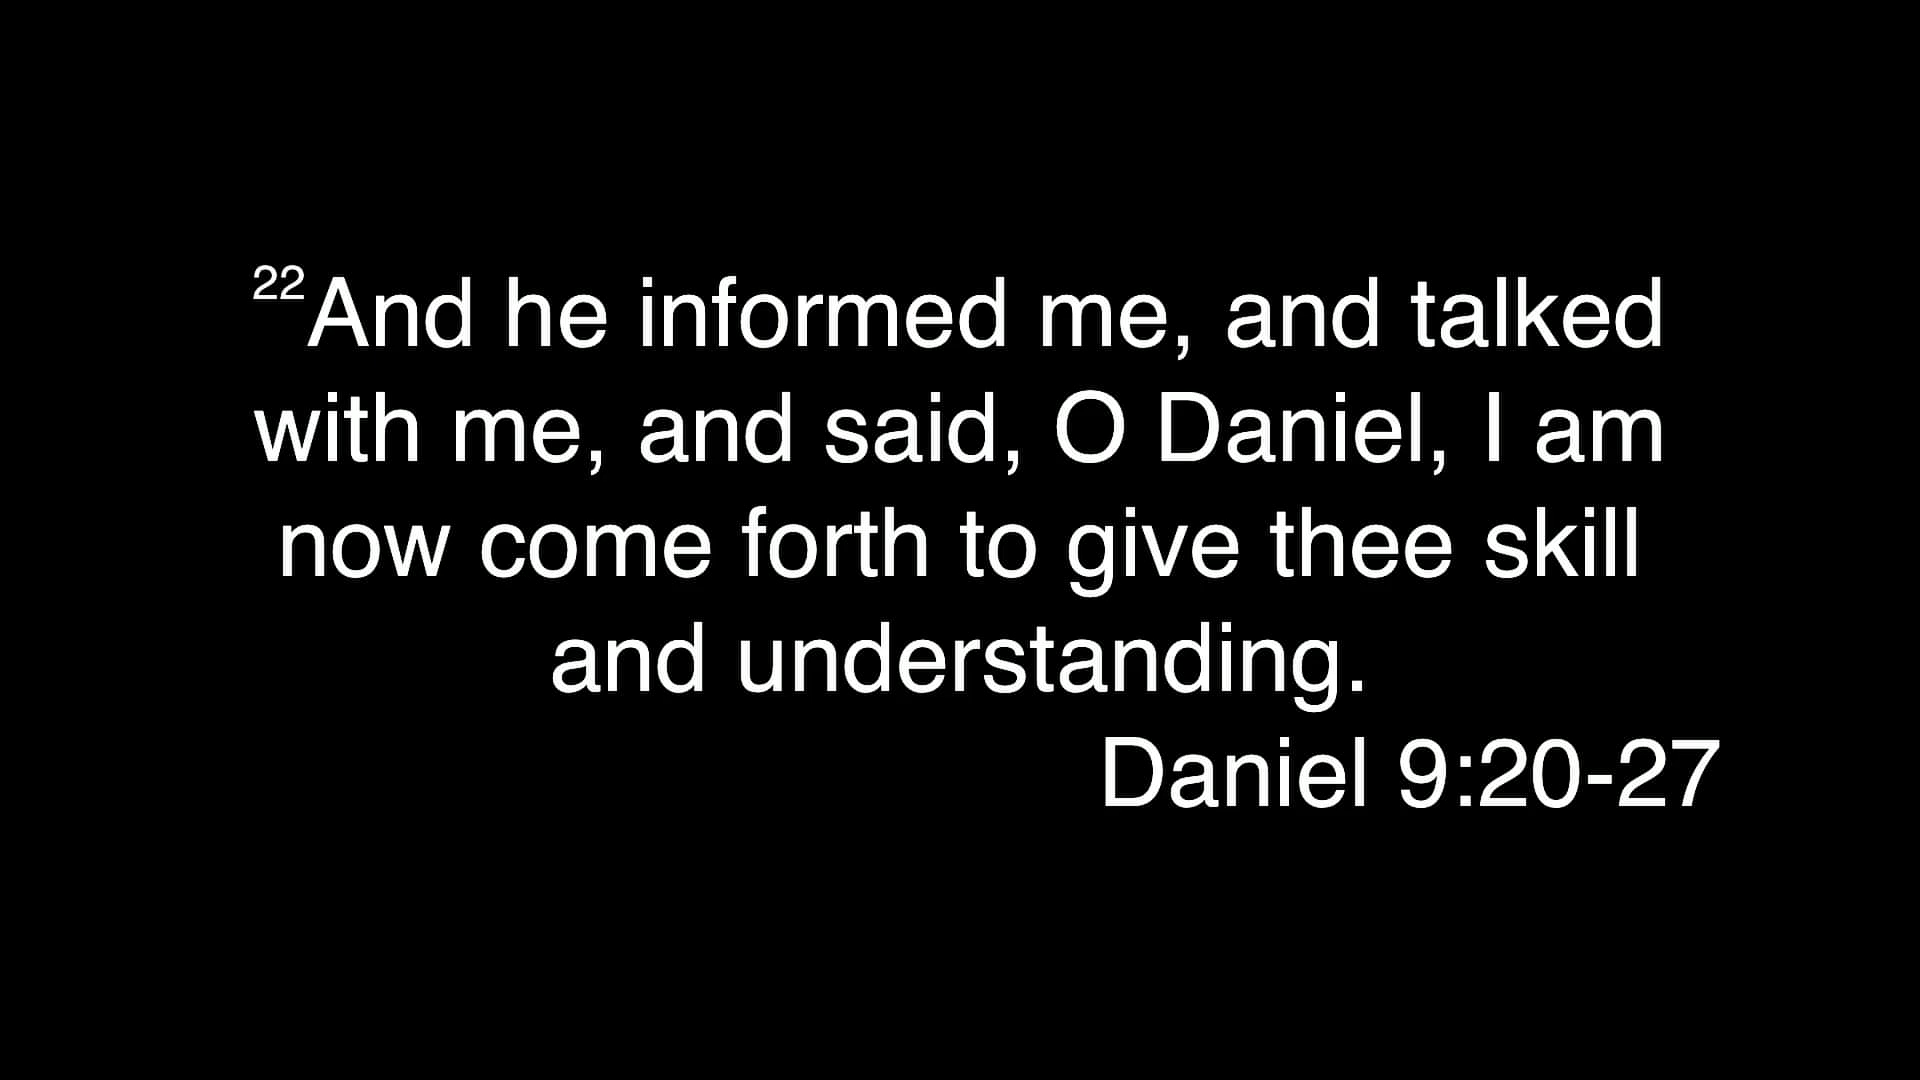 22And he informed me, and talked
with me, and said, O Daniel, I am
now come forth to give thee skill
and understanding.
Daniel 9:20-27